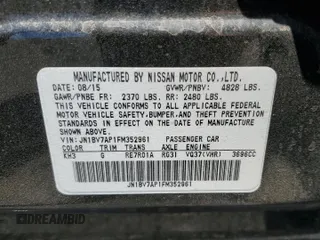 MANUFACTURED BY NISSAN MOTOR CO.,LTD.
DATE: 08/15 GVWR/PNBV: 4828 LBS.
GAWR/PNBE FR: 2370 LBS. RR: 2480 LBS.
THIS VEHICLE CONFORMS TO ALL APPLICABLE FEDERAL
MOTOR VEHICLE SAFETY,BUMPER,AND THEFT PREVENTION
STANDARDS IN EFFECT ON THE DATE OF MANUFACTURE
SHOWN ABOVE.
VIN: JN1BV7AP1FM352961 PASSENGER CAR
COLOR TRIM TRANS AXLE ENGINE
KH3 G RE7R01A RG31 VQ37(VHR) 3696CC
JN1BV7AP1FM352961